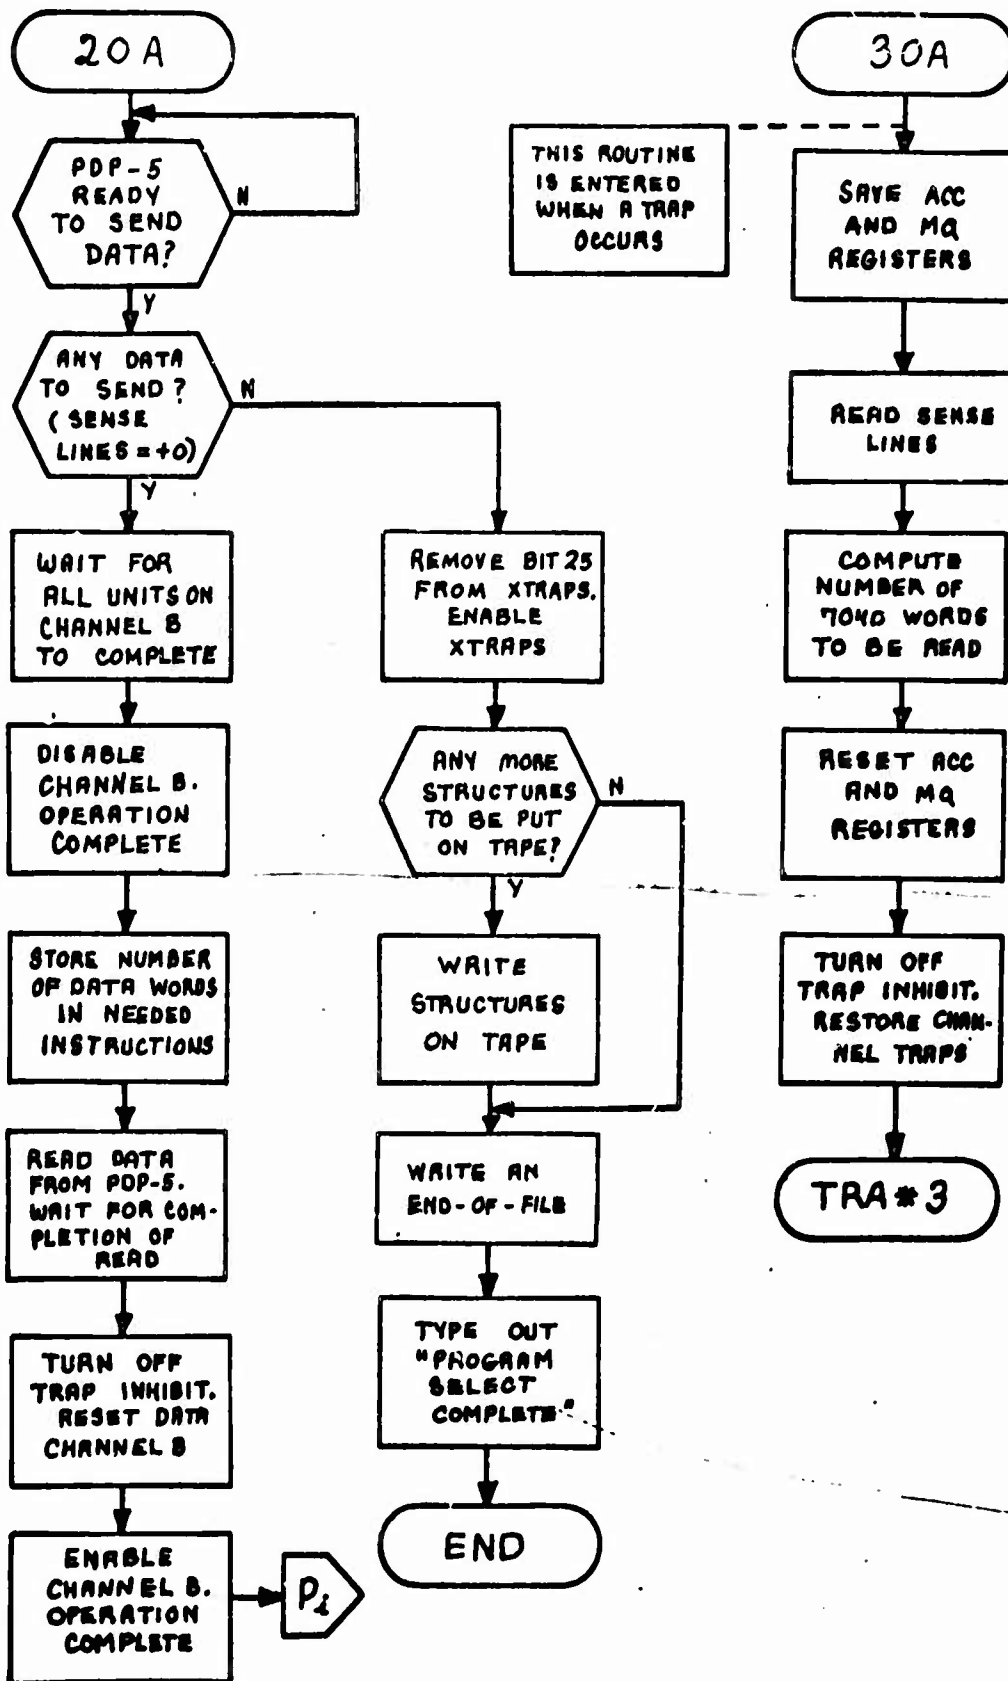 20A
PDP-5
READY
TO SEND
DATA?
N
Y
ANY DATA
TO SEND?
(SENSE
LINES = +0)
N
Y
WAIT FOR
ALL UNITS ON
CHANNEL B
TO COMPLETE
DISABLE
CHANNEL B.
OPERATION
COMPLETE
STORE NUMBER
OF DATA WORDS
IN NEEDED
INSTRUCTIONS
READ DATA
FROM PDP-5.
WAIT FOR COM-
PLETION OF
READ
TURN OFF
TRAP INHIBIT.
RESET DATA
CHANNEL B
ENABLE
CHANNEL B.
OPERATION
COMPLETE
Pi
REMOVE BIT 25
FROM XTRAPS.
ENABLE
XTRAPS
ANY MORE
STRUCTURES
TO BE PUT
ON TAPE?
N
Y
WRITE
STRUCTURES
ON TAPE
WRITE AN
END-OF-FILE
TYPE OUT
"PROGRAM
SELECT
COMPLETE"
END
30A
THIS ROUTINE
IS ENTERED
WHEN A TRAP
OCCURS
SAVE ACC
AND MQ
REGISTERS
READ SENSE
LINES
COMPUTE
NUMBER OF
7040 WORDS
TO BE READ
RESET ACC
AND MQ
REGISTERS
TURN OFF
TRAP INHIBIT.
RESTORE CHAN-
NEL TRAPS
TRA*3